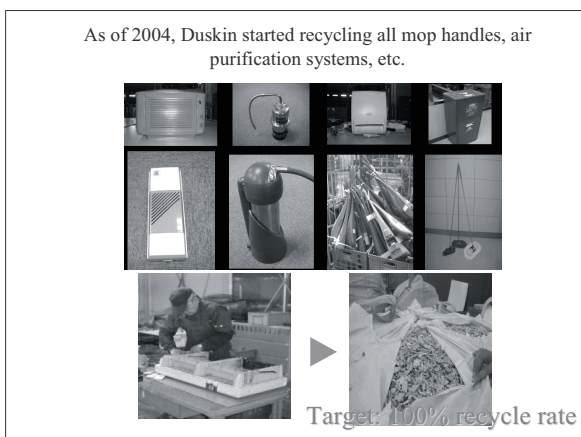 As of 2004, Duskin started recycling all mop handles, air
purification systems, etc.
Target: 100% recycle rate